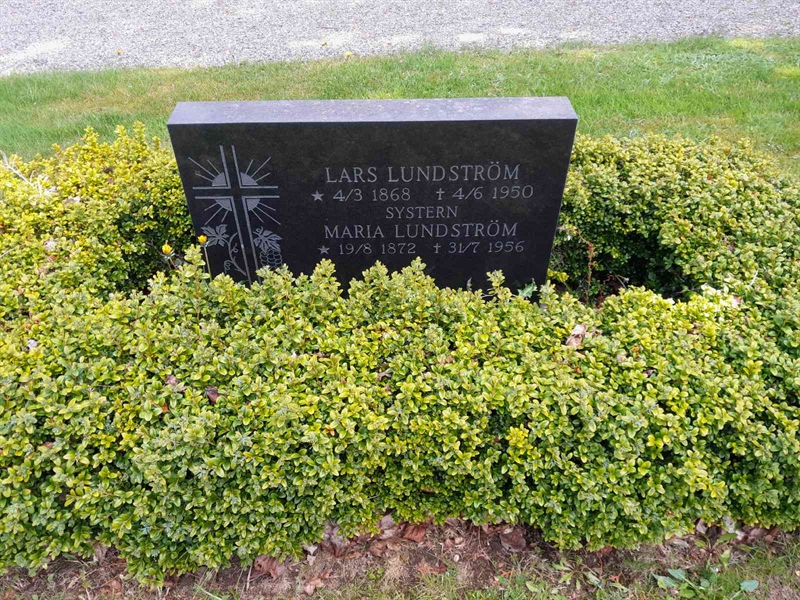 LARS LUNDSTRÖM
★ 4/3 1868 † 4/6 1950
SYSTERN
MARIA LUNDSTRÖM
★ 19/8 1872 † 31/7 1956